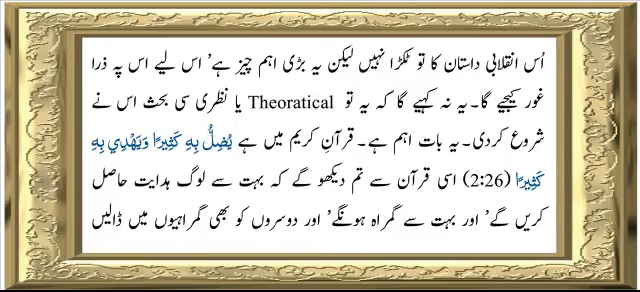 اُس انقلابی داستان کا تو ٹکڑا نہیں لیکن یہ بڑی اہم چیز ہے’ اس لیے اس پہ ذرا
غور کیجیے گا۔ یہ نہ کہیے گا کہ یہ تو Theoratical یا نظری سی بحث اس نے
شروع کردی۔ یہ بات اہم ہے۔ قرآنِ کریم میں ہے يُضِلُّ بِهٖ كَثِيرًا وَّيَهْدِي بِهٖ
كَثِيرًا (2:26) اسی قرآن سے تم دیکھو گے کہ بہت سے لوگ ہدایت حاصل
کریں گے’ اور بہت سے گمراہ ہونگے’ اور دوسروں کو بھی گمراہیوں میں ڈالیں